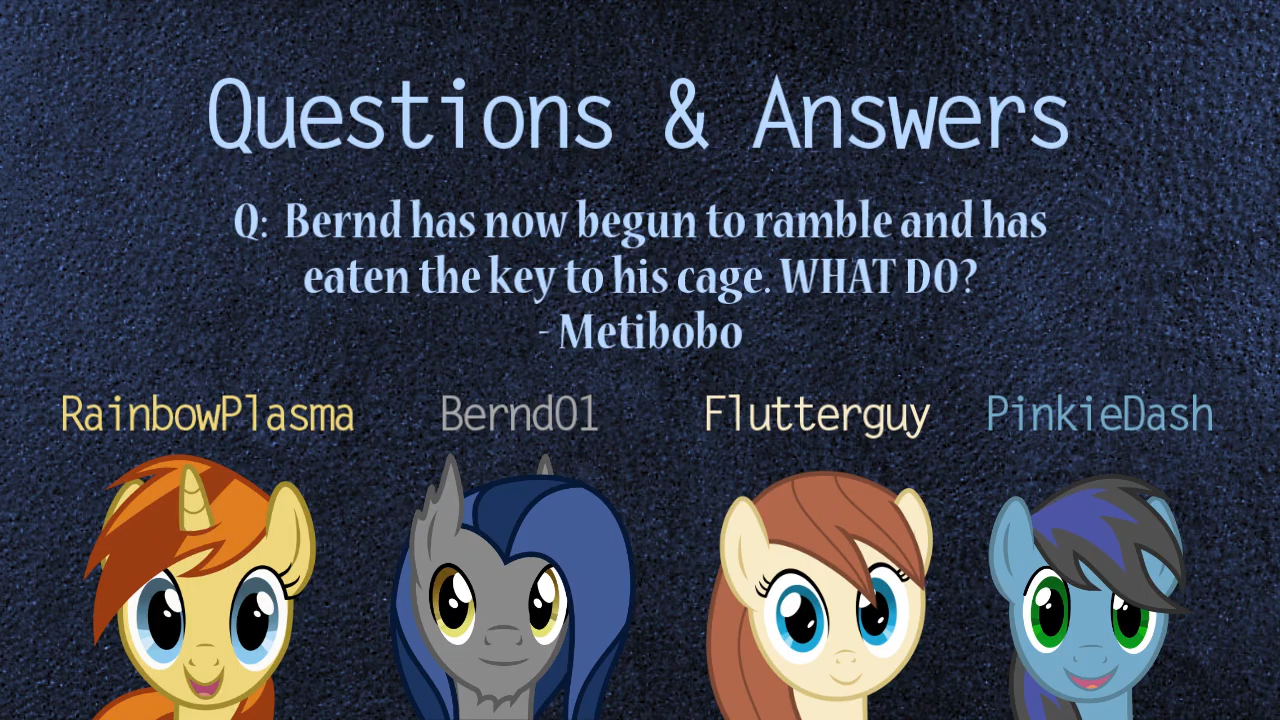 Questions & Answers
Q: Bernd has now begun to ramble and has
eaten the key to his cage. WHAT DO?
- Metibobo
RainbowPlasma Bernd01 Flutterguy PinkieDash